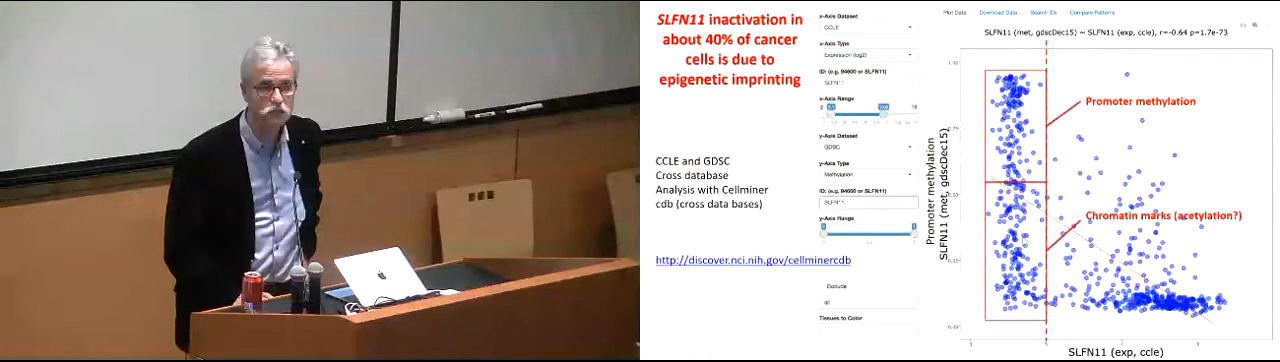 SLFN11 inactivation in
about 40% of cancer
cells is due to
epigenetic imprinting
CCLE and GDSC
Cross database
Analysis with Cellminer
cdb (cross data bases)
http://discover.nci.nih.gov/cellminercdb
x-Axis Dataset
CCLE
x-Axis Type
Expression (log2)
ID: (e.g. 94600 or SLFN11)
SLFN11
x-Axis Range
y-Axis Dataset
GDSC
y-Axis Type
Methylation
ID: (e.g. 94600 or SLFN11)
SLFN11
y-Axis Range
Exclude
all
Tissues to Color
Plot Data Download Data Search IDs Compare Patterns
SLFN11 (met, gdscDec15) ~ SLFN11 (exp, ccle), r=-0.64 p=1.7e-73
Promoter methylation
Chromatin marks (acetylation?)
Promoter methylation
SLFN11 (met, gdscDec15)
SLFN11 (exp, ccle)